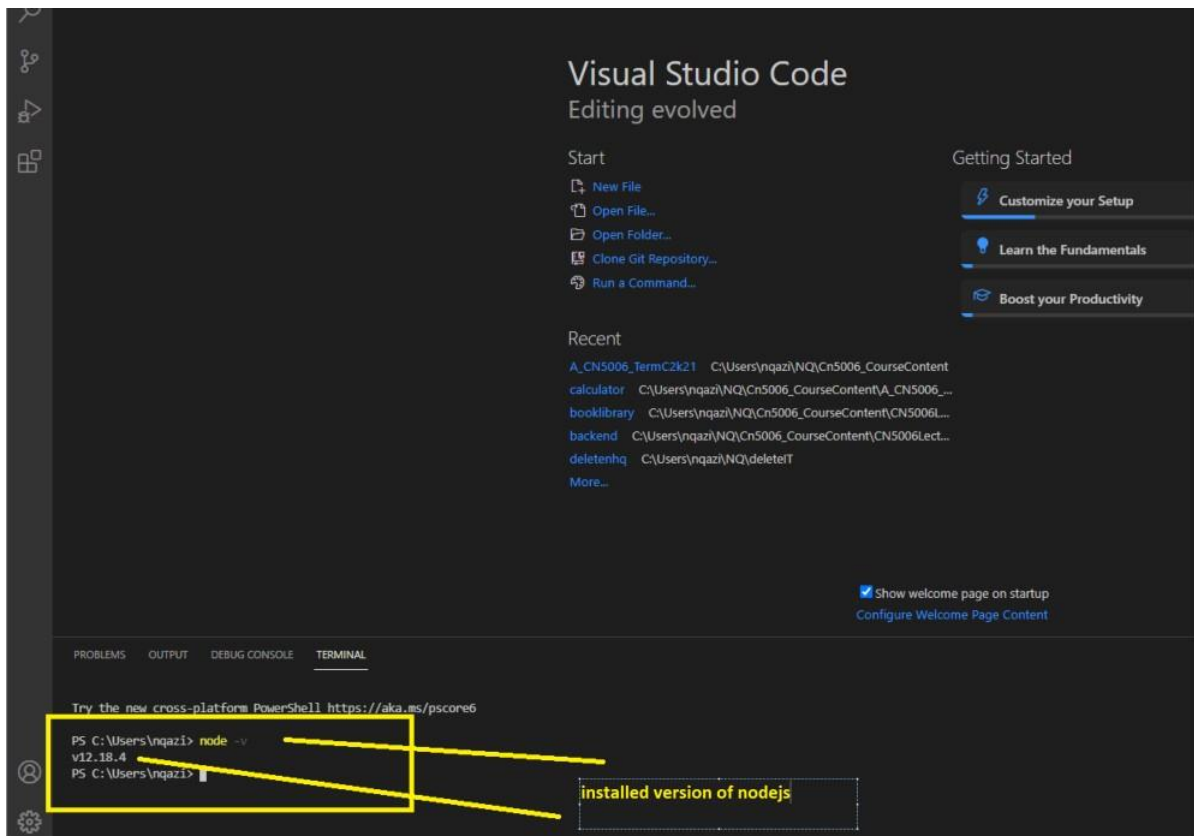 Visual Studio Code
Editing evolved
Start
New File
Open File...
Open Folder...
Clone Git Repository...
Run a Command...
Recent
A_CN5006_TermC2k21 C:\Users\nqazi\NQ\Cn5006_CourseContent
calculator C:\Users\nqazi\NQ\Cn5006_CourseContent\A_CN5006_...
booklibrary C:\Users\nqazi\NQ\Cn5006_CourseContent\CN5006L...
backend C:\Users\nqazi\NQ\Cn5006_CourseContent\CN5006Lect...
deletenhq C:\Users\nqazi\NQ\deleteIT
More...
Getting Started
Customize your Setup
Learn the Fundamentals
Boost your Productivity
Show welcome page on startup
Configure Welcome Page Content
PROBLEMS OUTPUT DEBUG CONSOLE TERMINAL
Try the new cross-platform PowerShell https://aka.ms/pscore6
PS C:\Users\nqazi> node -v
v12.18.4
PS C:\Users\nqazi>
installed version of nodejs